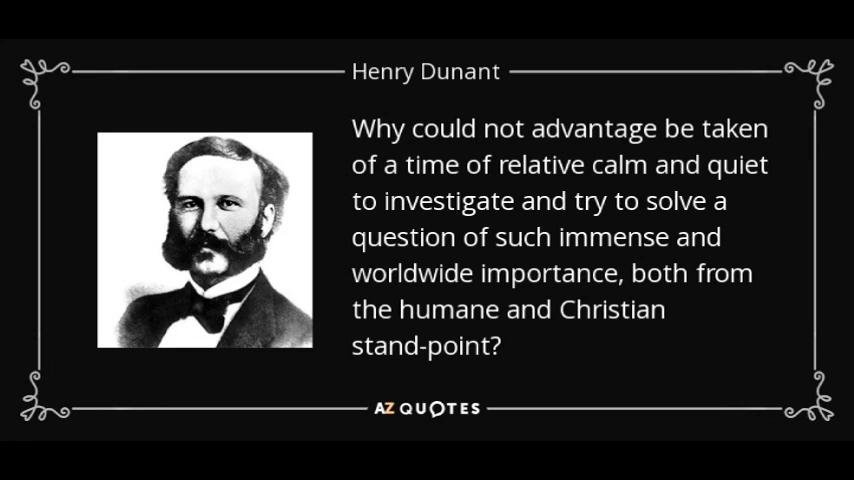 Henry Dunant
Why could not advantage be taken
of a time of relative calm and quiet
to investigate and try to solve a
question of such immense and
worldwide importance, both from
the humane and Christian
stand-point?
AZ QUOTES